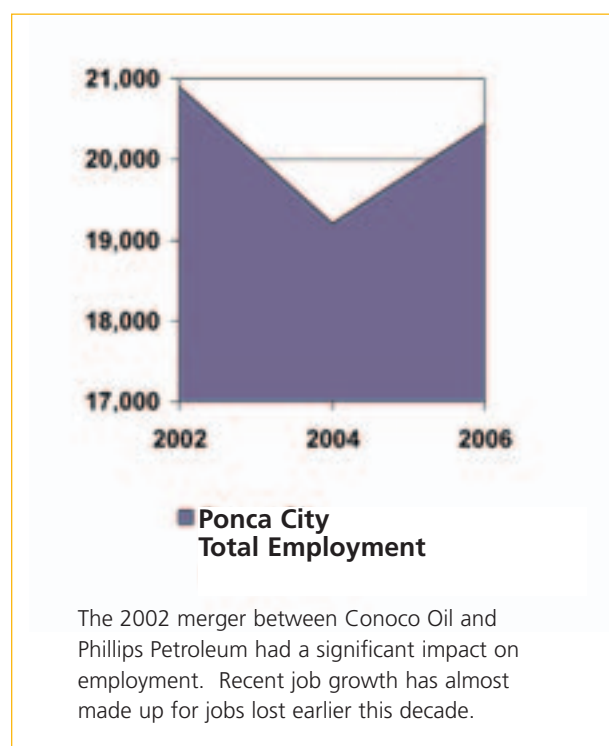 21,000
20,000
19,000
18,000
17,000
2002 2004 2006
Ponca City
Total Employment
The 2002 merger between Conoco Oil and
Phillips Petroleum had a significant impact on
employment. Recent job growth has almost
made up for jobs lost earlier this decade.